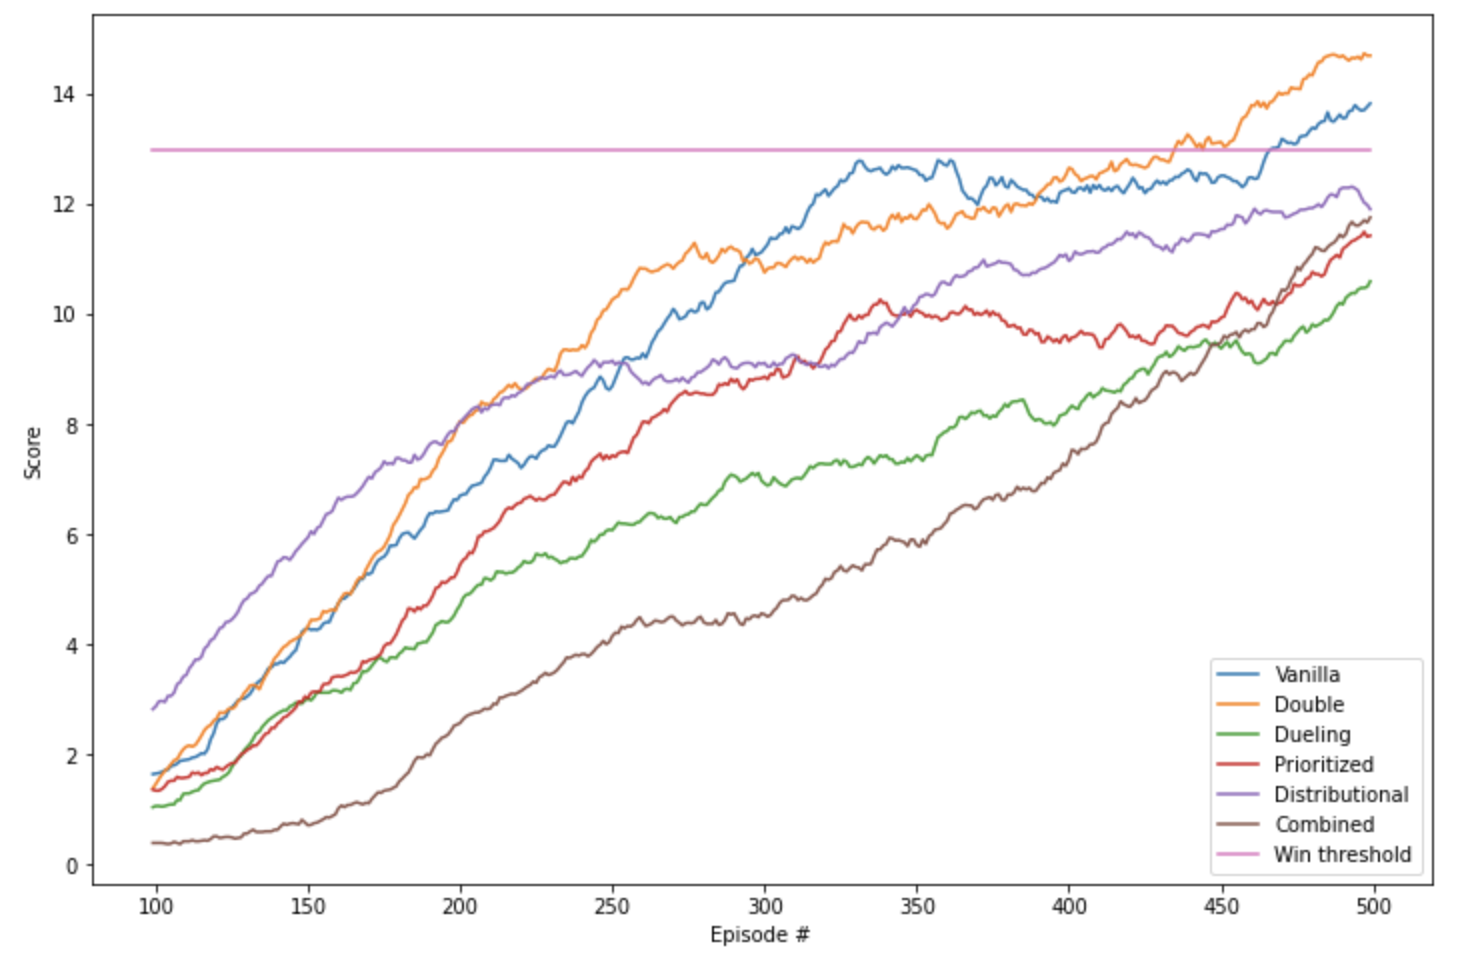 14
12
10
8
6
4
2
0
Score
100 150 200 250 300 350 400 450 500
Episode #
Vanilla
Double
Dueling
Prioritized
Distributional
Combined
Win threshold